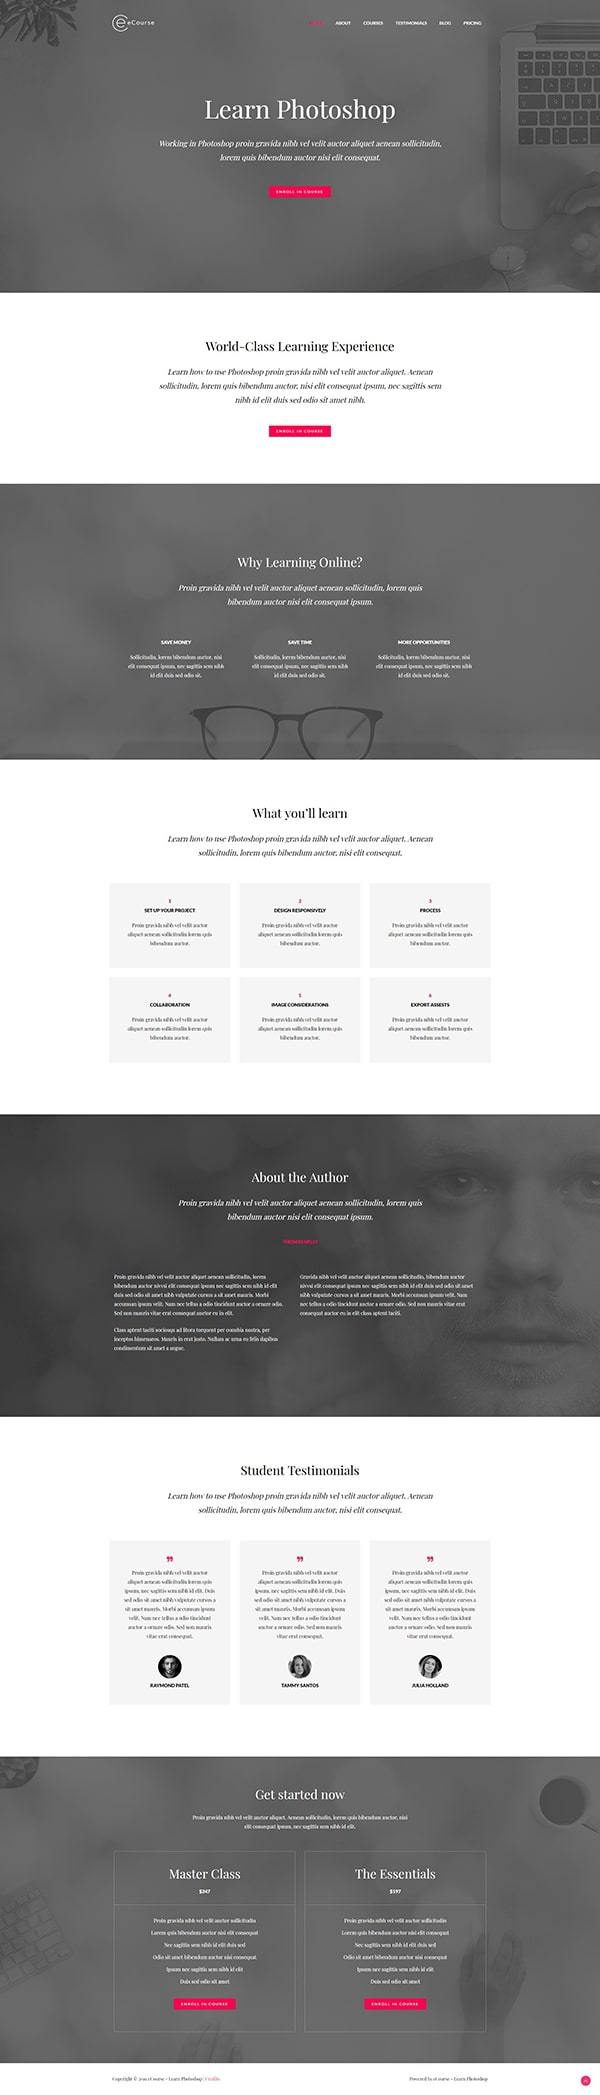 eCourse
ABOUT COURSES TESTIMONIALS BLOG PRICING
Learn Photoshop
Working in Photoshop proin gravida nibh vel velit auctor aliquet aenean sollicitudin,
lorem quis bibendum auctor nisi elit consequat.
ENROLL IN COURSE
World-Class Learning Experience
Learn how to use Photoshop proin gravida nibh vel velit auctor aliquet. Aenean
sollicitudin, lorem quis bibendum auctor, nisi elit consequat ipsum, nec sagittis sem
nibh id elit duis sed odio sit amet nibh.
ENROLL IN COURSE
Why Learning Online?
Proin gravida nibh vel velit auctor aliquet aenean sollicitudin, lorem quis
bibendum auctor nisi elit consequat ipsum.
SAVE MONEY
Sollicitudin, lorem bibendum auctor, nisi
elit consequat ipsum, nec sagittis sem nibh
id elit duis sed odio sit.
SAVE TIME
Sollicitudin, lorem bibendum auctor, nisi
elit consequat ipsum, nec sagittis sem nibh
id elit duis sed odio sit.
MORE OPPORTUNITIES
Sollicitudin, lorem bibendum auctor, nisi
elit consequat ipsum, nec sagittis sem nibh
id elit duis sed odio sit.
What you'll learn
Learn how to use Photoshop proin gravida nibh vel velit auctor aliquet. Aenean
sollicitudin, lorem quis bibendum auctor, nisi elit consequat.
1
SET UP YOUR PROJECT
Proin gravida nibh vel velit auctor
aliquet aenean sollicitudin lorem quis
bibendum auctor.
2
DESIGN RESPONSIVELY
Proin gravida nibh vel velit auctor
aliquet aenean sollicitudin lorem quis
bibendum auctor.
3
PROCESS
Proin gravida nibh vel velit auctor
aliquet aenean sollicitudin lorem quis
bibendum auctor.
4
COLLABORATION
Proin gravida nibh vel velit auctor
aliquet aenean sollicitudin lorem quis
bibendum auctor.
5
IMAGE CONSIDERATIONS
Proin gravida nibh vel velit auctor
aliquet aenean sollicitudin lorem quis
bibendum auctor.
6
EXPORT ASSESTS
Proin gravida nibh vel velit auctor
aliquet aenean sollicitudin lorem quis
bibendum auctor.
About the Author
Proin gravida nibh vel velit auctor aliquet aenean sollicitudin, lorem quis
bibendum auctor nisi elit consequat ipsum.
Proin gravida nibh vel velit auctor aliquet aenean sollicitudin, lorem
bibendum auctor nivesi elit consequat ipsum nec sagittis sem nibh id elit
duis sed odio sit amet nibh vulputate cursus a sit amet mauris. Morbi
accumsan ipsum velit. Nam nec tellus a odio tincidunt auctor a ornare odio.
Sed non mauris vitae erat consequat auctor eu in elit.
Class aptent taciti sociosqu ad litora torquent per conubia nostra, per
inceptos himenaeos. Mauris in erat justo. Nullam ac urna eu felis dapibus
condimentum sit amet a augue.
Gravida nibh vel velit auctor aliquet aenean sollicitudin, bibendum auctor
nivesi elit consequat ipsum nec sagittis sem nibh id elit duis sed odio sit amet
nibh vulputate cursus a sit amet mauris. Morbi accumsan ipsum velit. Nam
nec tellus a odio tincidunt auctor a ornare odio. Sed non mauris vitae erat
consequat auctor eu in elit class aptent taciti.
Student Testimonials
Learn how to use Photoshop proin gravida nibh vel velit auctor aliquet. Aenean
sollicitudin, lorem quis bibendum auctor, nisi elit consequat.
Proin gravida nibh vel velit auctor
aliquet aenean sollicitudin lorem quis
ipsum, nec sagittis sem nibh id elit. Duis
sed odio sit amet nibh vulputate cursus a
sit amet mauris. Morbi accumsan ipsum
velit. Nam nec tellus a odio tincidunt
auctor a ornare odio. Sed non mauris
vitae erat consequat.
RAYMOND PATEL
Proin gravida nibh vel velit auctor
aliquet aenean sollicitudin lorem quis
ipsum, nec sagittis sem nibh id elit. Duis
sed odio sit amet nibh vulputate cursus a
sit amet mauris. Morbi accumsan ipsum
velit. Nam nec tellus a odio tincidunt
auctor a ornare odio. Sed non mauris
vitae erat consequat.
TAMMY SANTOS
Proin gravida nibh vel velit auctor
aliquet aenean sollicitudin lorem quis
ipsum, nec sagittis sem nibh id elit. Duis
sed odio sit amet nibh vulputate cursus a
sit amet mauris. Morbi accumsan ipsum
velit. Nam nec tellus a odio tincidunt
auctor a ornare odio. Sed non mauris
vitae erat consequat.
JULIA HOLLAND
Get started now
Proin gravida nibh vel velit auctor aliquet. Aenean sollicitudin, lorem quis bibendum auctor, nisi
elit consequat ipsum, nec sagittis sem nibh id elit.
Master Class
$247
Proin gravida nibh vel velit auctor sollicitudin
Lorem quis bibendum auctor nisi elit consequat
Nec sagittis sem nibh id elit duis sed
Odio sit amet bibendum auctor nisi consequat
Ipsum nec sagittis sem nibh id elit
Duis sed odio sit amet
ENROLL IN COURSE
The Essentials
$197
Proin gravida nibh vel velit auctor sollicitudin
Lorem quis bibendum auctor nisi elit consequat
Nec sagittis sem nibh id elit duis sed
Odio sit amet bibendum auctor nisi consequat
Ipsum nec sagittis sem nibh id elit
Duis sed odio sit amet
ENROLL IN COURSE
Copyright © eCourse - Learn Photoshop | Credits
Powered by eCourse - Learn Photoshop